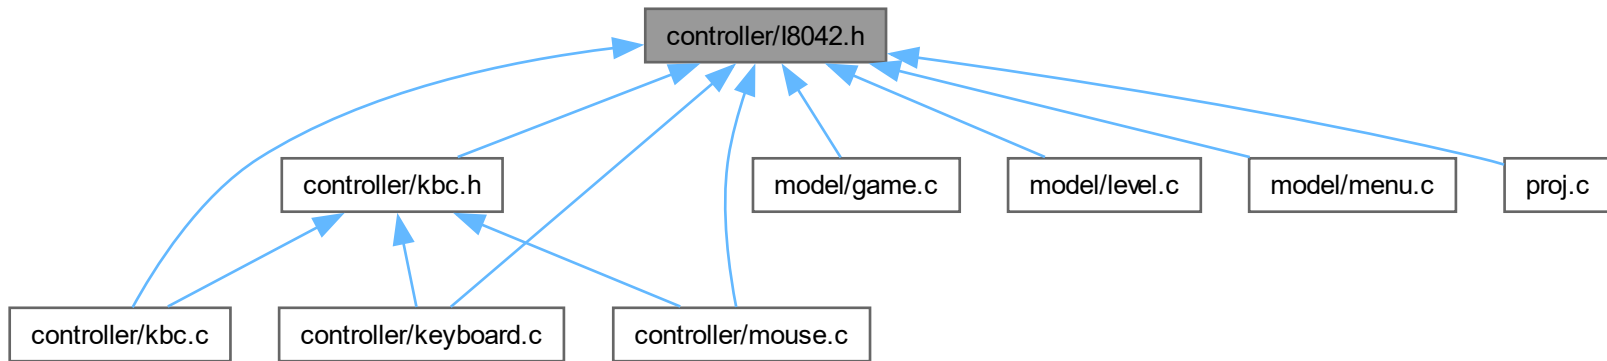 controller/I8042.h
controller/kbc.h
model/game.c
model/level.c
model/menu.c
proj.c
controller/kbc.c
controller/keyboard.c
controller/mouse.c